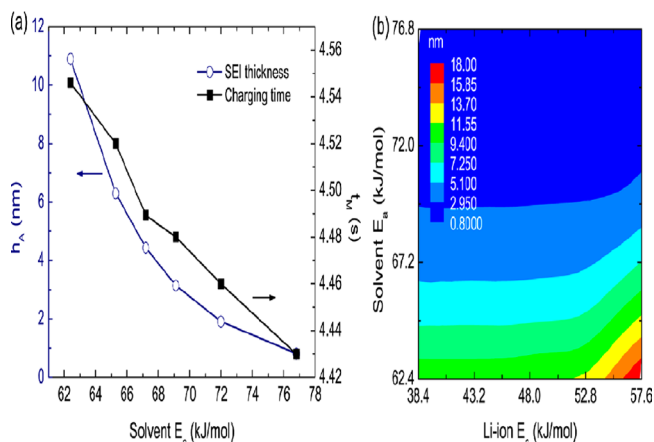 (a)
12
10
8
6
4
2
0
h_A (nm)
SEI thickness
Charging time
4.56
4.54
4.52
4.50
4.48
4.46
4.44
4.42
t_M (s)
62 64 66 68 70 72 74 76 78
Solvent E (kJ/mol)
(b)
76.8
72.0
67.2
62.4
Solvent E_a (kJ/mol)
nm
18.00
15.85
13.70
11.55
9.400
7.250
5.100
2.950
0.8000
38.4 43.2 48.0 52.8 57.6
Li-ion E (kJ/mol)